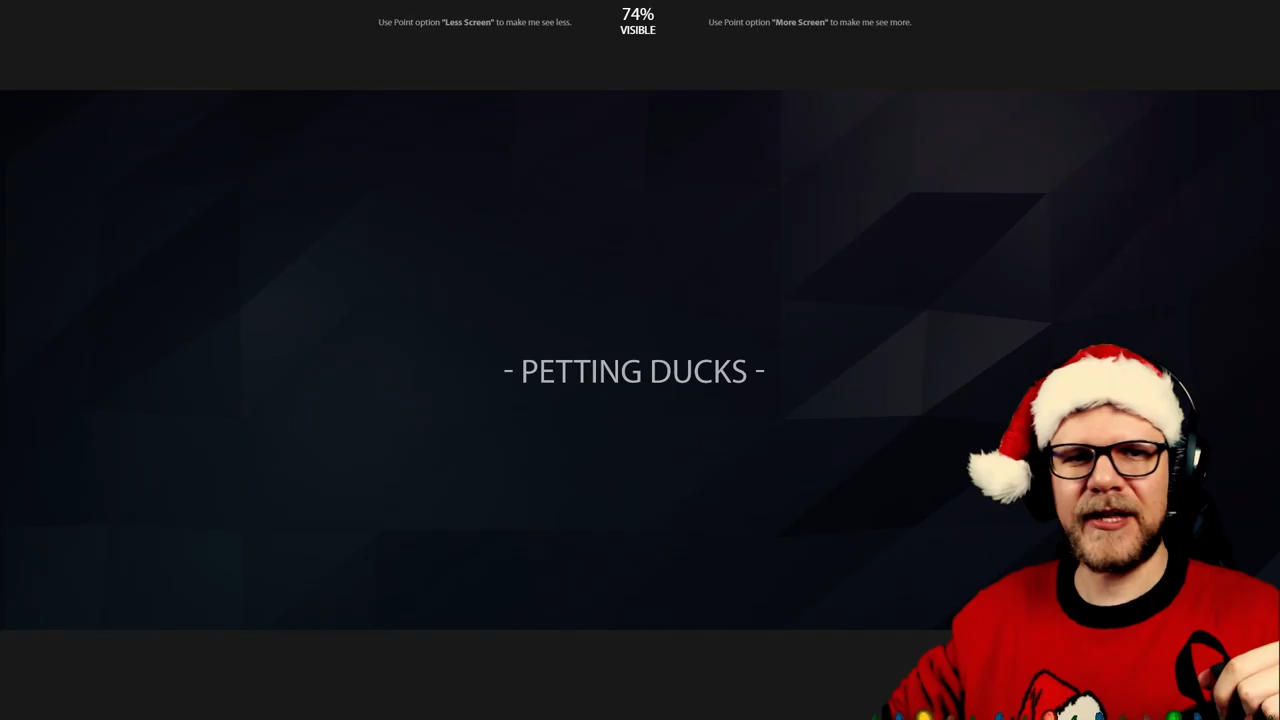 Use Point option "Less Screen" to make me see less.
74%
VISIBLE
Use Point option "More Screen" to make me see more.
- PETTING DUCKS -